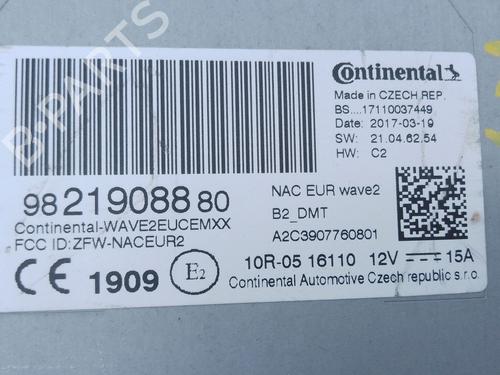 Continental
Made in CZECH.REP.
BS....17110037449
Date: 2017-03-19
SW: 21.04.62.54
HW: C2
98 219088 80
Continental-WAVE2EUCEMXX
FCC ID:ZFW-NACEUR2
NAC EUR wave2
B2_DMT
A2C3907760801
CE 1909 E2
10R-05 16110 12V 15A
Continental Automotive Czech republic s.r.o.